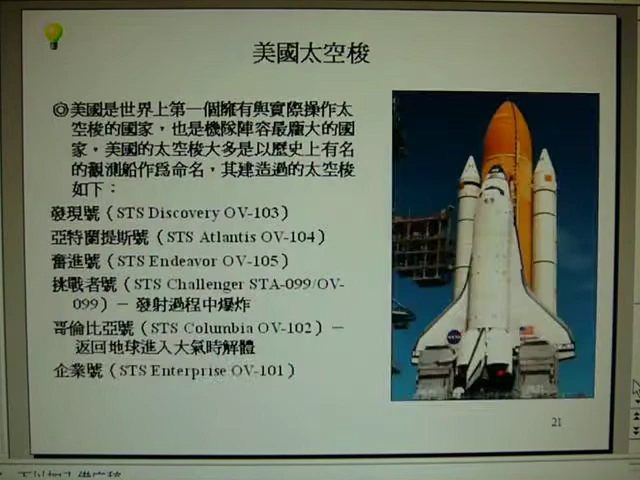 美國太空梭
◎美國是世界上第一個擁有與實際操作太
空梭的國家，也是機隊陣容最龐大的國
家。美國的太空梭大多是以歷史上有名
的觀測船作為命名，其建造過的太空梭
如下：
發現號（STS Discovery OV-103）
亞特蘭提斯號（STS Atlantis OV-104）
奮進號（STS Endeavor OV-105）
挑戰者號（STS Challenger STA-099/OV-
099）－ 發射過程中爆炸
哥倫比亞號（STS Columbia OV-102）－
返回地球進入大氣時解體
企業號（STS Enterprise OV-101）
21